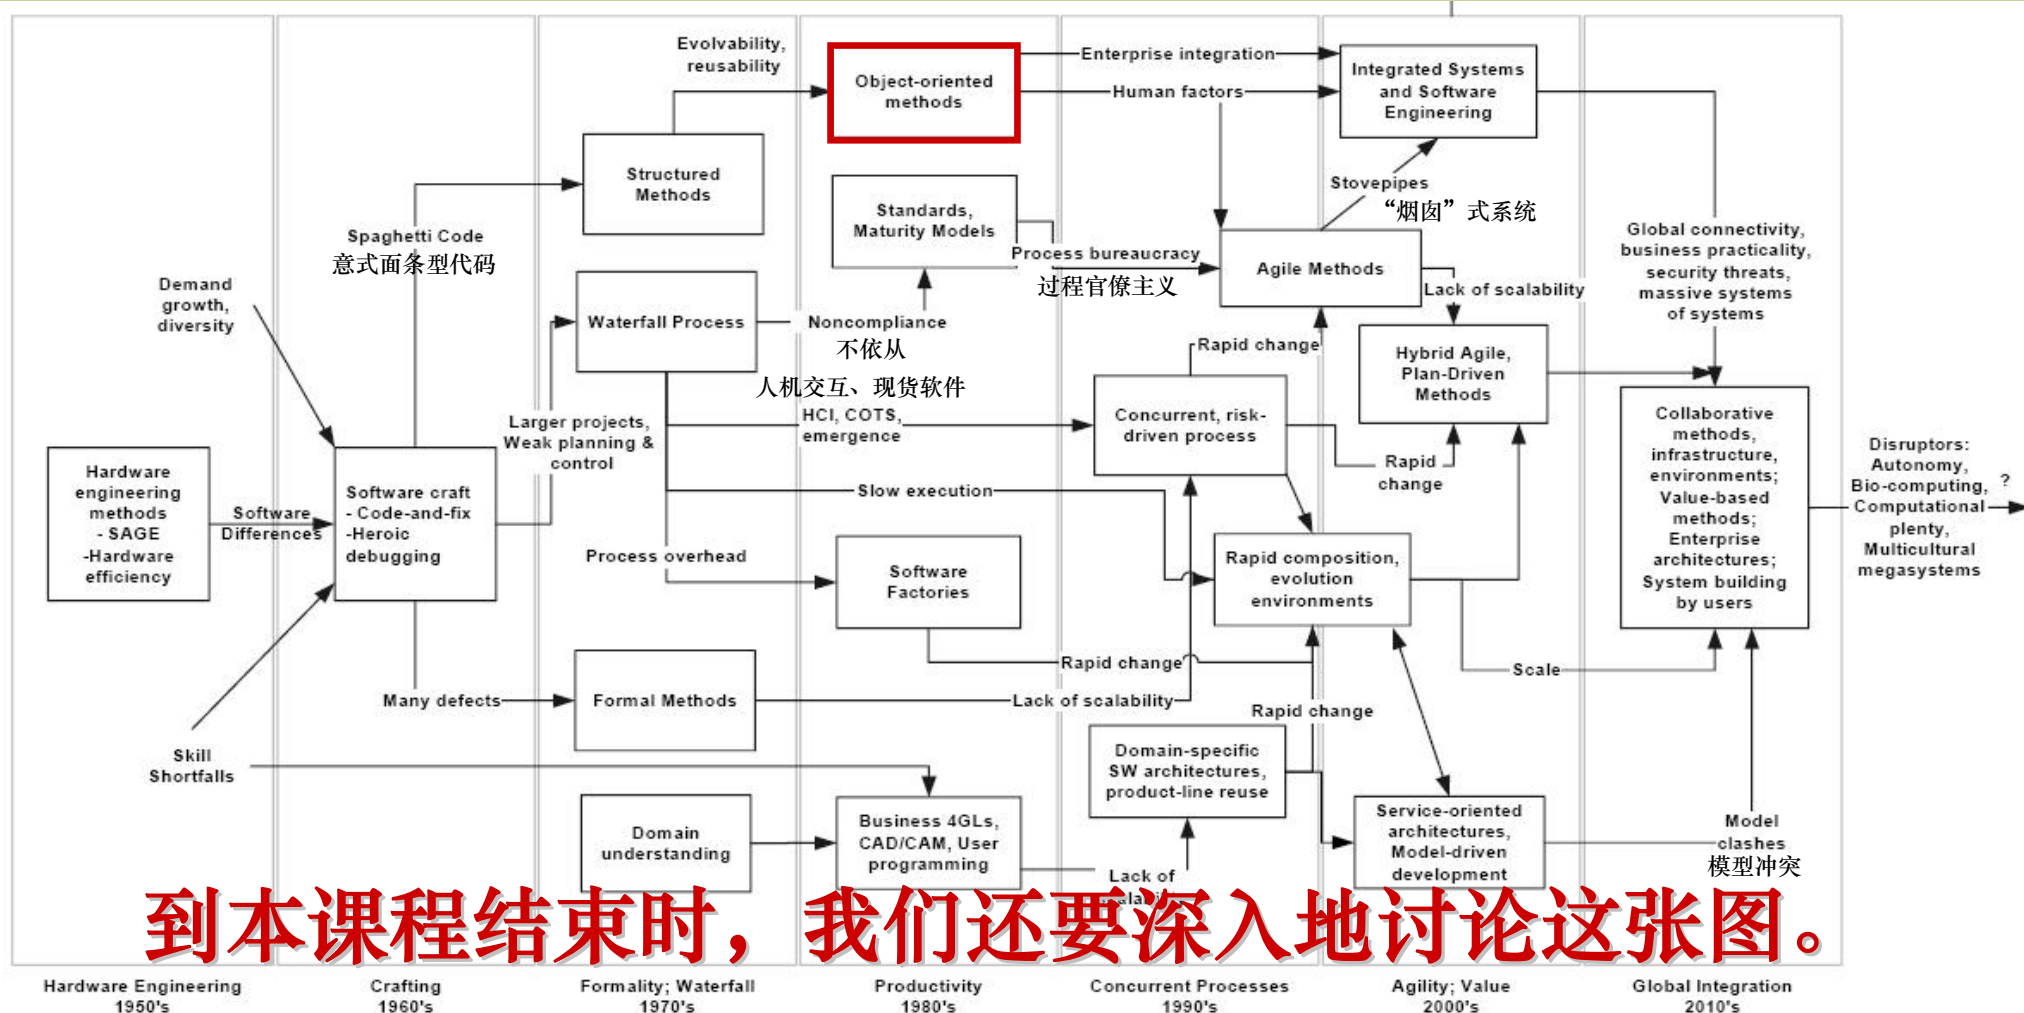 Evolvability,
reusability
Object-oriented
methods
Enterprise integration
Human factors
Integrated Systems
and Software
Engineering
Structured
Methods
Stovepipes
“烟囱”式系统
Standards,
Maturity Models
Spaghetti Code
意式面条型代码
Process bureaucracy
过程官僚主义
Agile Methods
Lack of scalability
Global connectivity,
business practicality,
security threats,
massive systems
of systems
Demand
growth,
diversity
Waterfall Process
Noncompliance
不依从
Rapid change
Hybrid Agile,
Plan-Driven
Methods
人机交互、现货软件
HCI, COTS,
emergence
Concurrent, risk-
driven process
Larger projects,
Weak planning &
control
Rapid
change
Collaborative
methods,
infrastructure,
environments;
Value-based
methods;
Enterprise
architectures;
System building
by users
Disruptors:
Autonomy,
Bio-computing,
Computational
plenty,
Multicultural
megasystems
?
Hardware
engineering
methods
- SAGE
-Hardware
efficiency
Software
Differences
Software craft
- Code-and-fix
-Heroic
debugging
Slow execution
Process overhead
Software
Factories
Rapid composition,
evolution
environments
Rapid change
Scale
Many defects
Formal Methods
Lack of scalability
Rapid change
Skill
Shortfalls
Domain-specific
SW architectures,
product-line reuse
Domain
understanding
Business 4GLs,
CAD/CAM, User
programming
Service-oriented
architectures,
Model-driven
development
Model
clashes
模型冲突
Lack of
到本课程结束时，我们还要深入地讨论这张图。
Hardware Engineering
1950's
Crafting
1960's
Formality; Waterfall
1970's
Productivity
1980's
Concurrent Processes
1990's
Agility; Value
2000's
Global Integration
2010's